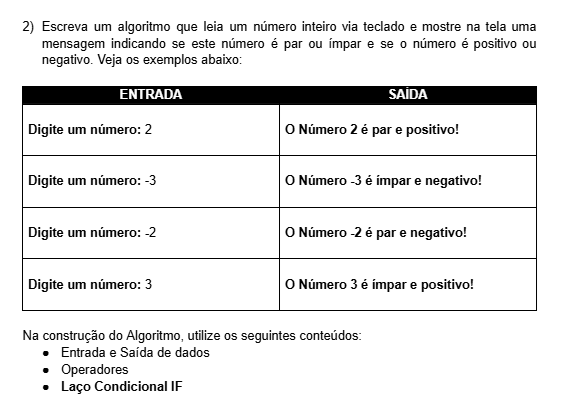 2) Escreva um algoritmo que leia um número inteiro via teclado e mostre na tela uma
mensagem indicando se este número é par ou ímpar e se o número é positivo ou
negativo. Veja os exemplos abaixo:
ENTRADA SAÍDA
Digite um número: 2 O Número 2 é par e positivo!
Digite um número: -3 O Número -3 é ímpar e negativo!
Digite um número: -2 O Número -2 é par e negativo!
Digite um número: 3 O Número 3 é ímpar e positivo!
Na construção do Algoritmo, utilize os seguintes conteúdos:
● Entrada e Saída de dados
● Operadores
● Laço Condicional IF